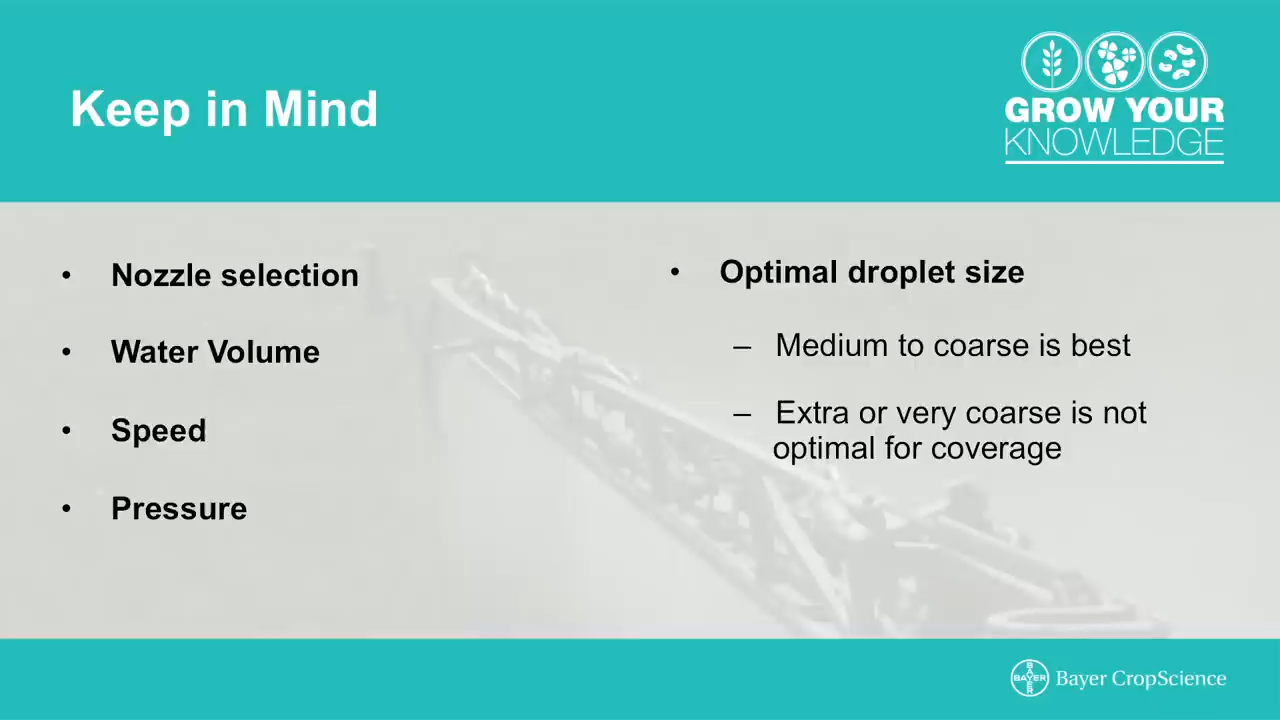 Keep in Mind
GROW YOUR
KNOWLEDGE
• Nozzle selection
• Water Volume
• Speed
• Pressure
• Optimal droplet size
– Medium to coarse is best
– Extra or very coarse is not
optimal for coverage
BAYER
BAYER
Bayer CropScience